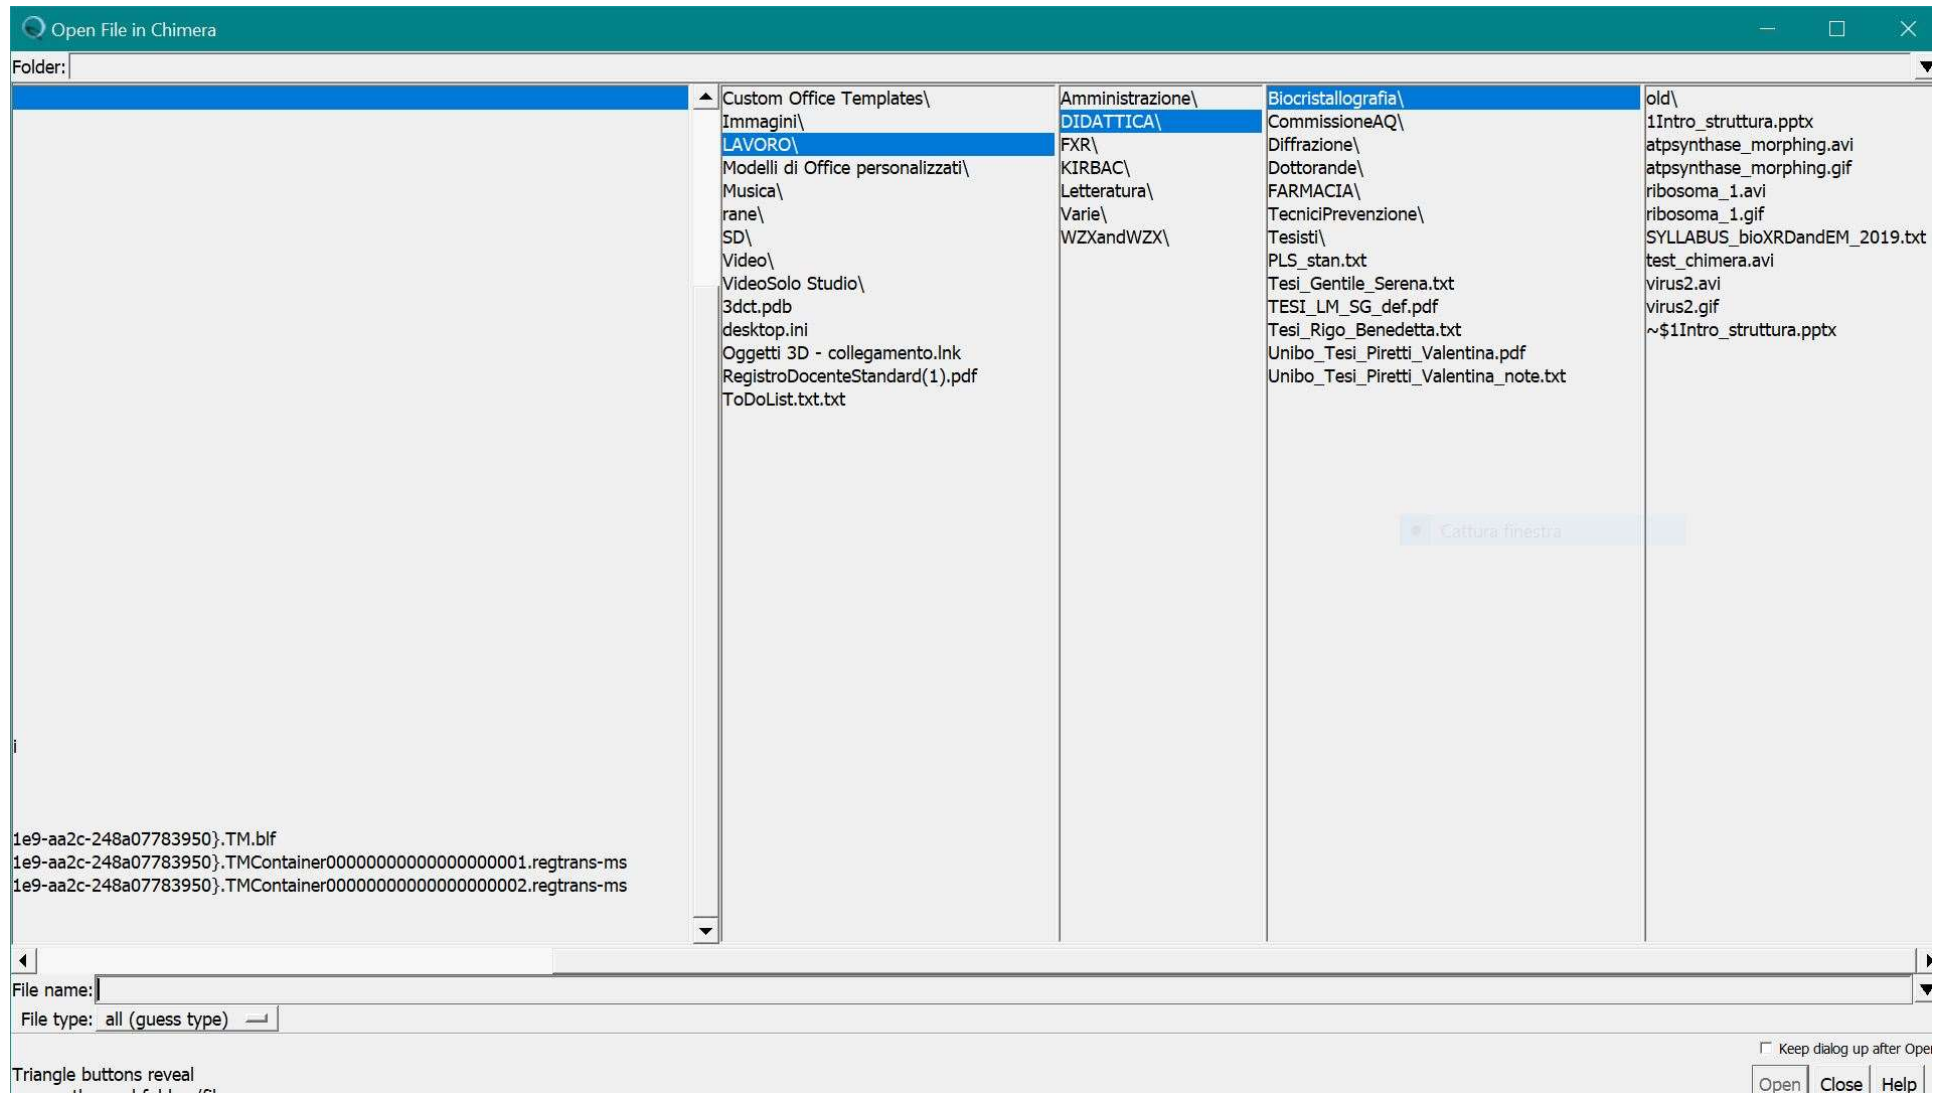 Open File in Chimera
Folder:
i
1e9-aa2c-248a07783950}.TM.blf
1e9-aa2c-248a07783950}.TMContainer00000000000000000001.regtrans-ms
1e9-aa2c-248a07783950}.TMContainer00000000000000000002.regtrans-ms
Custom Office Templates\
Immagini\
LAVORO\
Modelli di Office personalizzati\
Musica\
rane\
SD\
Video\
VideoSolo Studio\
3dct.pdb
desktop.ini
Oggetti 3D - collegamento.lnk
RegistroDocenteStandard(1).pdf
ToDoList.txt.txt
Amministrazione\
DIDATTICA\
FXR\
KIRBAC\
Letteratura\
Varie\
WZXandWZX\
Biocristallografia\
CommissioneAQ\
Diffrazione\
Dottorande\
FARMACIA\
TecniciPrevenzione\
Tesisti\
PLS_stan.txt
Tesi_Gentile_Serena.txt
TESI_LM_SG_def.pdf
Tesi_Rigo_Benedetta.txt
Unibo_Tesi_Piretti_Valentina.pdf
Unibo_Tesi_Piretti_Valentina_note.txt
Cattura finestra
old\
1Intro_struttura.pptx
atpsynthase_morphing.avi
atpsynthase_morphing.gif
ribosoma_1.avi
ribosoma_1.gif
SYLLABUS_bioXRDandEM_2019.txt
test_chimera.avi
virus2.avi
virus2.gif
~$1Intro_struttura.pptx
File name:
File type: all (guess type)
Keep dialog up after Ope
Triangle buttons reveal
Open Close Help